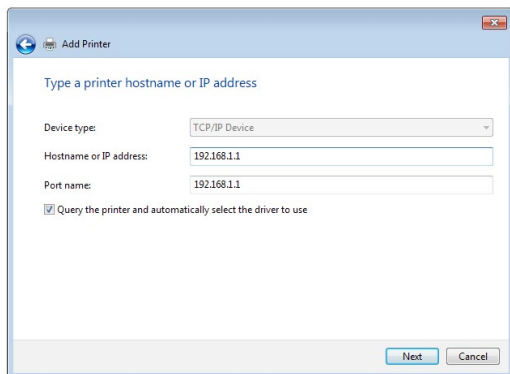 Add Printer
Type a printer hostname or IP address
Device type: TCP/IP Device
Hostname or IP address: 192.168.1.1
Port name: 192.168.1.1
Query the printer and automatically select the driver to use
Next Cancel